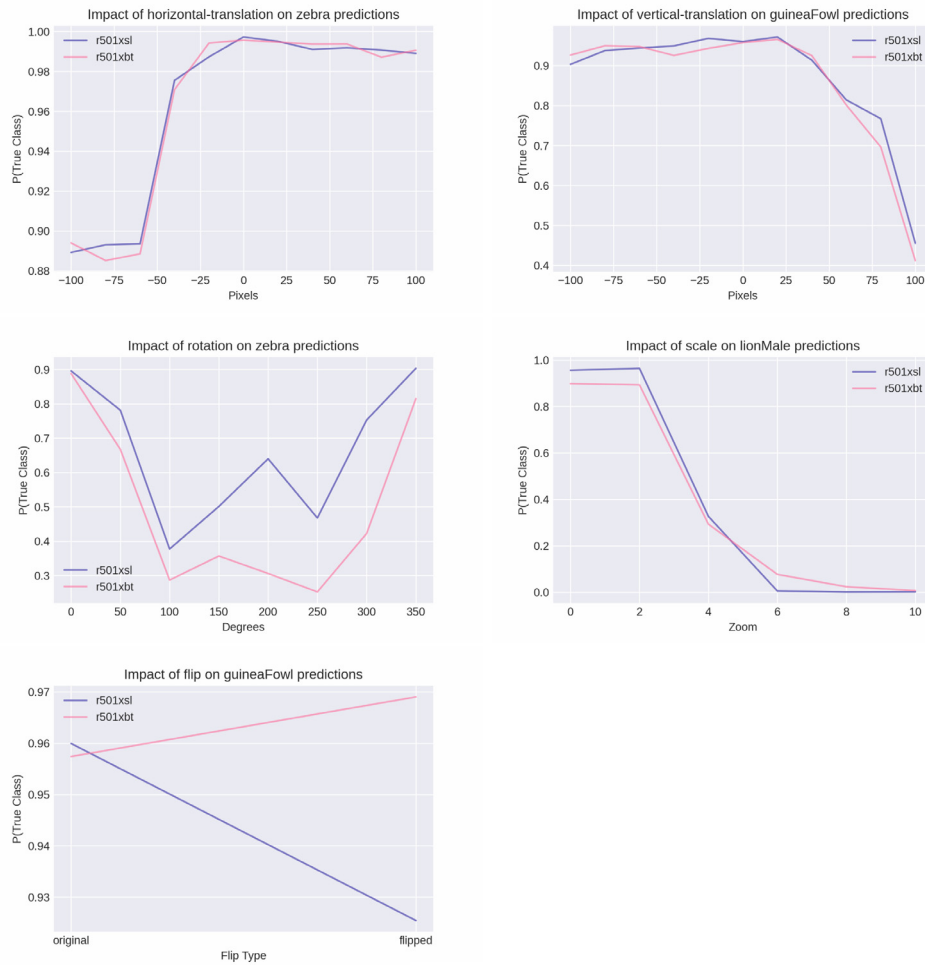 Impact of horizontal-translation on zebra predictions
r501xsl
r501xbt
P(True Class)
1.00
0.98
0.96
0.94
0.92
0.90
0.88
−100 −75 −50 −25 0 25 50 75 100
Pixels
Impact of vertical-translation on guineaFowl predictions
r501xsl
r501xbt
P(True Class)
0.9
0.8
0.7
0.6
0.5
0.4
−100 −75 −50 −25 0 25 50 75 100
Pixels
Impact of rotation on zebra predictions
P(True Class)
0.9
0.8
0.7
0.6
0.5
0.4
0.3
r501xsl
r501xbt
0 50 100 150 200 250 300 350
Degrees
Impact of scale on lionMale predictions
r501xsl
r501xbt
P(True Class)
1.0
0.8
0.6
0.4
0.2
0.0
0 2 4 6 8 10
Zoom
Impact of flip on guineaFowl predictions
r501xsl
r501xbt
P(True Class)
0.97
0.96
0.95
0.94
0.93
original flipped
Flip Type